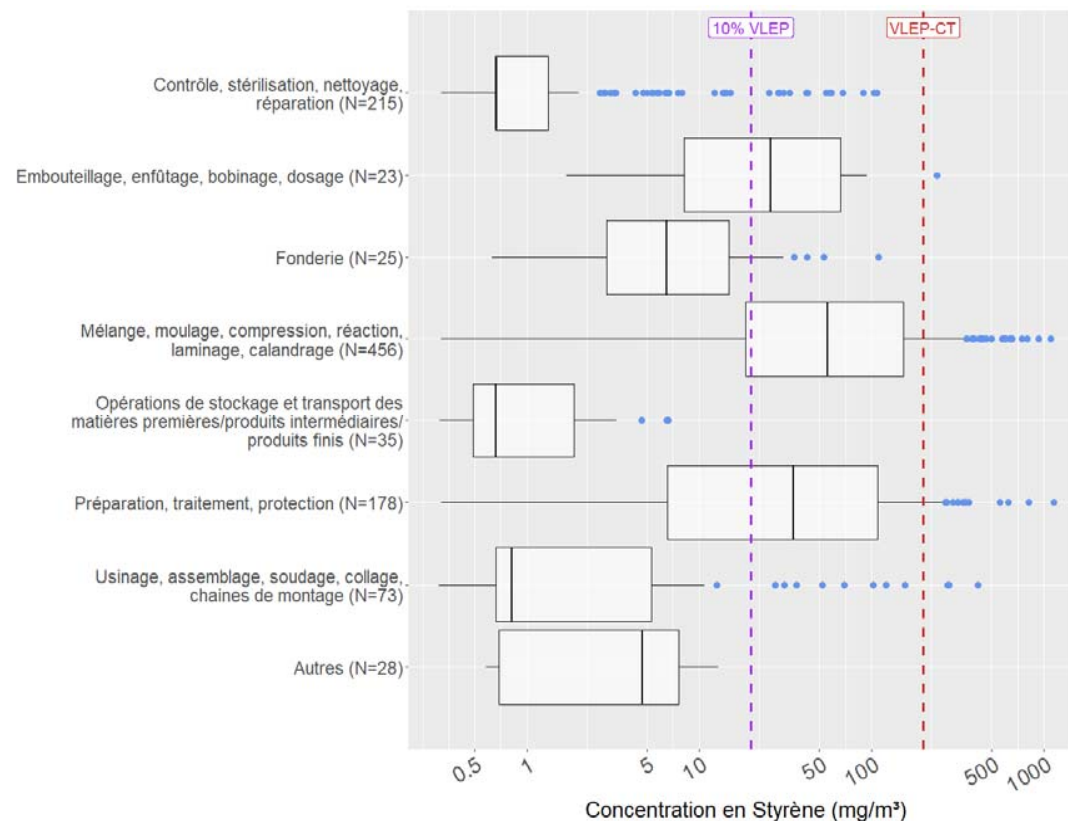 10% VLEP
VLEP-CT
Contrôle, stérilisation, nettoyage,
réparation (N=215)
Embouteillage, enfûtage, bobinage, dosage (N=23)
Fonderie (N=25)
Mélange, moulage, compression, réaction,
laminage, calandrage (N=456)
Opérations de stockage et transport des
matières premières/produits intermédiaires/
produits finis (N=35)
Préparation, traitement, protection (N=178)
Usinage, assemblage, soudage, collage,
chaines de montage (N=73)
Autres (N=28)
0.5 1 5 10 50 100 500 1000
Concentration en Styrène (mg/m³)